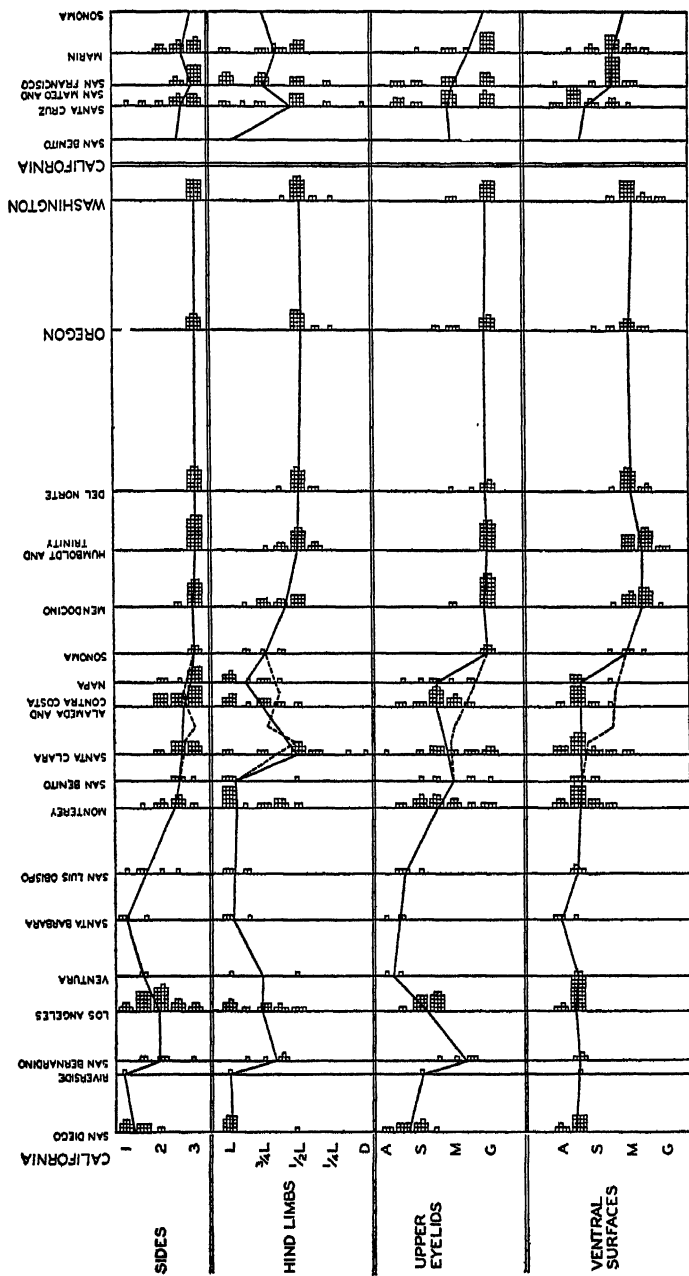 SONOMA
MARIN
SAN FRANCISCO
SAN MATEO AND
SANTA CRUZ
SAN BENITO
CALIFORNIA
WASHINGTON
OREGON
DEL NORTE
HUMBOLDT AND
TRINITY
MENDOCINO
SONOMA
NAPA
ALAMEDA AND
CONTRA COSTA
SANTA CLARA
SAN BENITO
MONTEREY
SAN LUIS OBISPO
SANTA BARBARA
VENTURA
LOS ANGELES
SAN BERNARDINO
RIVERSIDE
SAN DIEGO
CALIFORNIA
1 2 3
L ¾L ½L ¼L D
A S M G
A S M G
SIDES
HIND LIMBS
UPPER
EYELIDS
VENTRAL
SURFACES